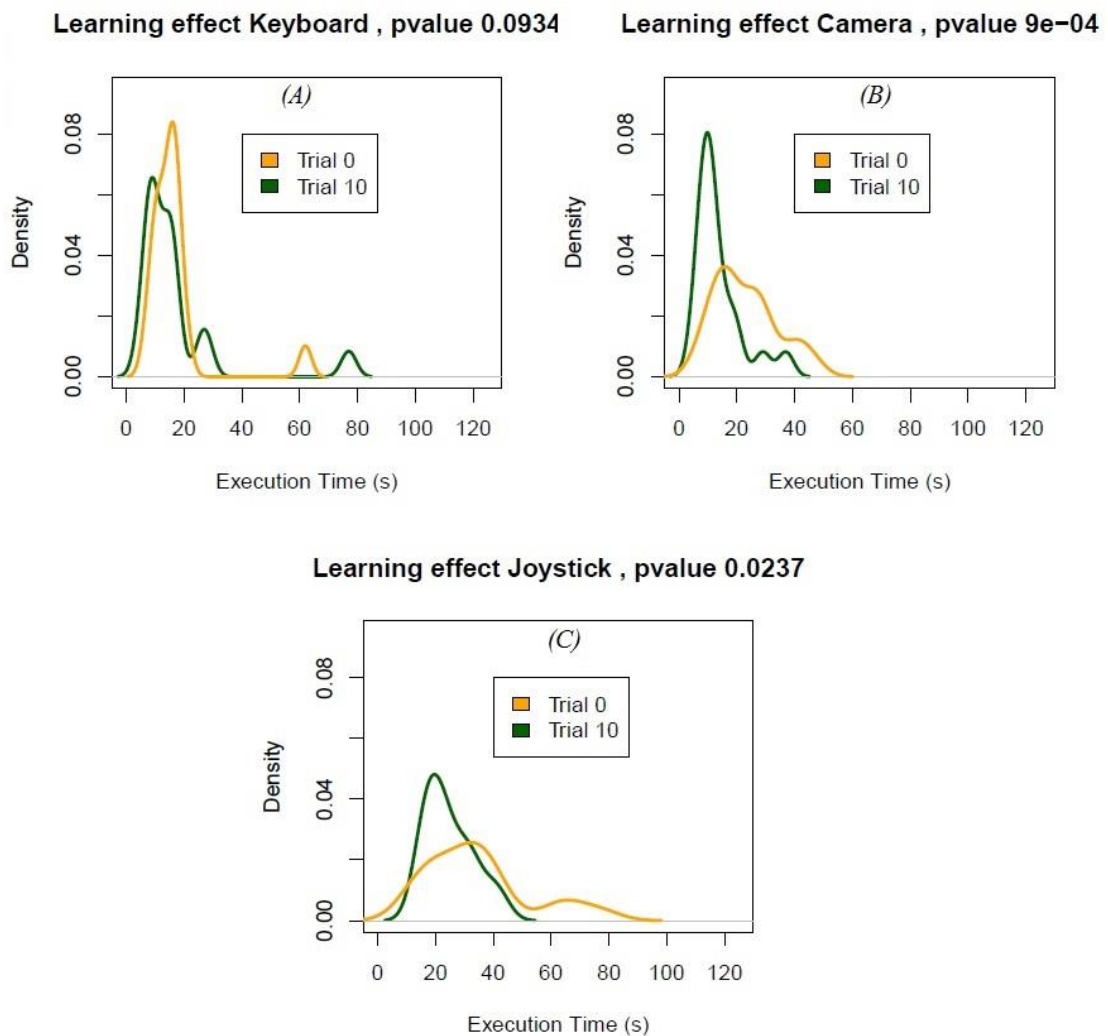 Learning effect Keyboard , pvalue 0.0934
(A)
Trial 0
Trial 10
Density
0.00 0.04 0.08
0 20 40 60 80 100 120
Execution Time (s)
Learning effect Camera , pvalue 9e−04
(B)
Trial 0
Trial 10
Density
0.00 0.04 0.08
0 20 40 60 80 100 120
Execution Time (s)
Learning effect Joystick , pvalue 0.0237
(C)
Trial 0
Trial 10
Density
0.00 0.04 0.08
0 20 40 60 80 100 120
Execution Time (s)